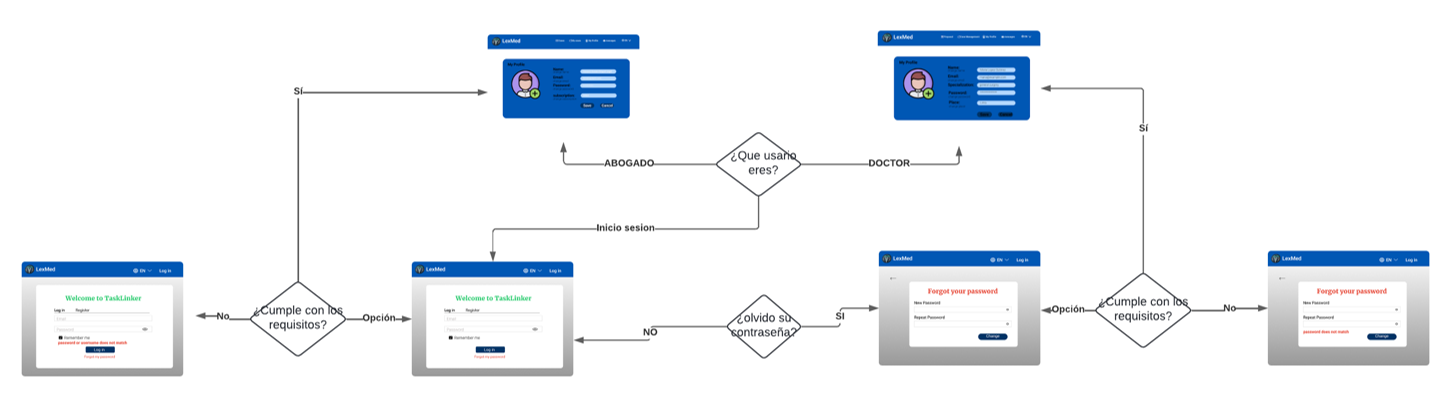 LexMed
LexMed
My Profile
Name
Email
Password
subscription
Save
Cancel
My Profile
Name
Email
Specialization
Password
Place
Sí
Sí
¿Que usario
eres?
ABOGADO
DOCTOR
Inicio sesion
LexMed
EN
Log in
Welcome to TaskLinker
Log in
Register
Email
Password
Remember me
password or username does not match
Log in
Forgot my password
No
¿Cumple con los
requisitos?
Opción
LexMed
EN
Log in
Welcome to TaskLinker
Log in
Register
Email
Password
Remember me
Log in
Forgot my password
NO
¿olvido su
contraseña?
SI
LexMed
EN
Log in
Forgot your password
New Password
Repeat Password
Change
Opción
¿Cumple con los
requisitos?
No
LexMed
EN
Log in
Forgot your password
New Password
Repeat Password
password does not match
Change